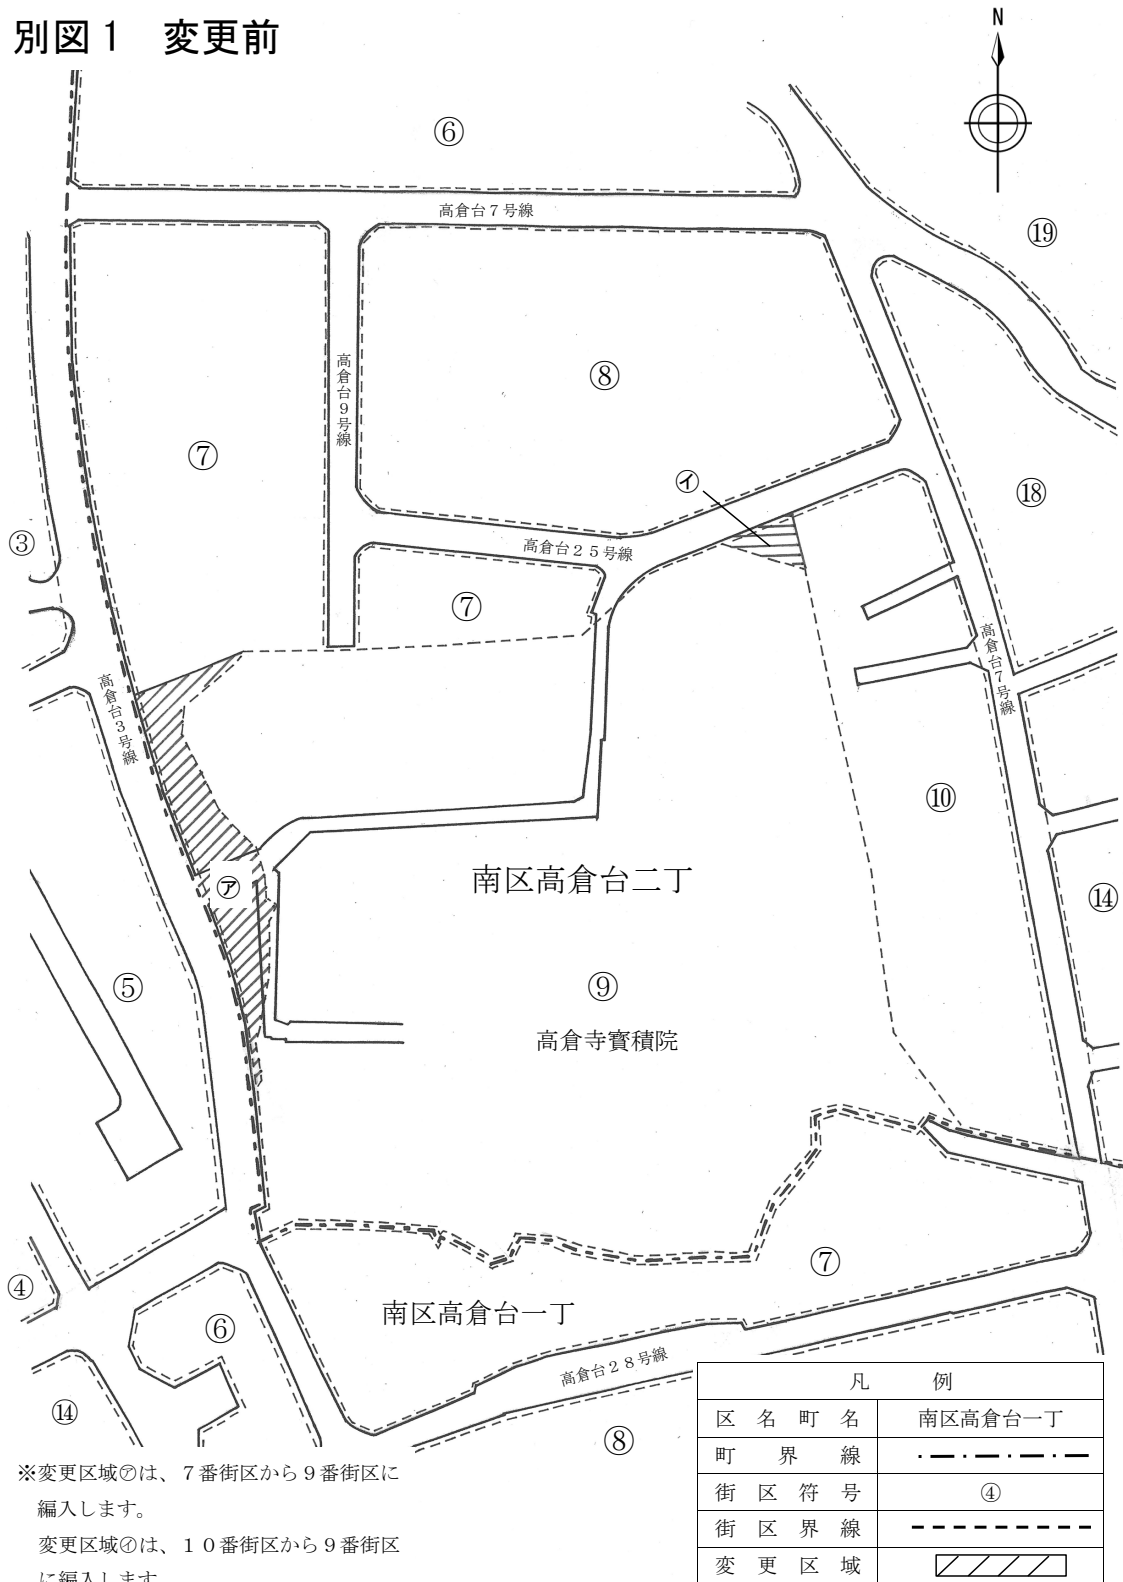 別図１　変更前
N
⑥
高倉台７号線
⑲
高倉台９号線
⑧
⑦
㋑
⑱
③
高倉台２５号線
⑦
高倉台７号線
高倉台３号線
⑩
南区高倉台二丁
㋐
⑭
⑤
⑨
高倉寺寳積院
⑦
④
南区高倉台一丁
⑥
高倉台２８号線
⑭
⑧
凡　例
区名町名　南区高倉台一丁
町界線
街区符号　④
街区界線
変更区域
※変更区域㋐は、７番街区から９番街区に
編入します。
変更区域㋑は、１０番街区から９番街区
に編入します